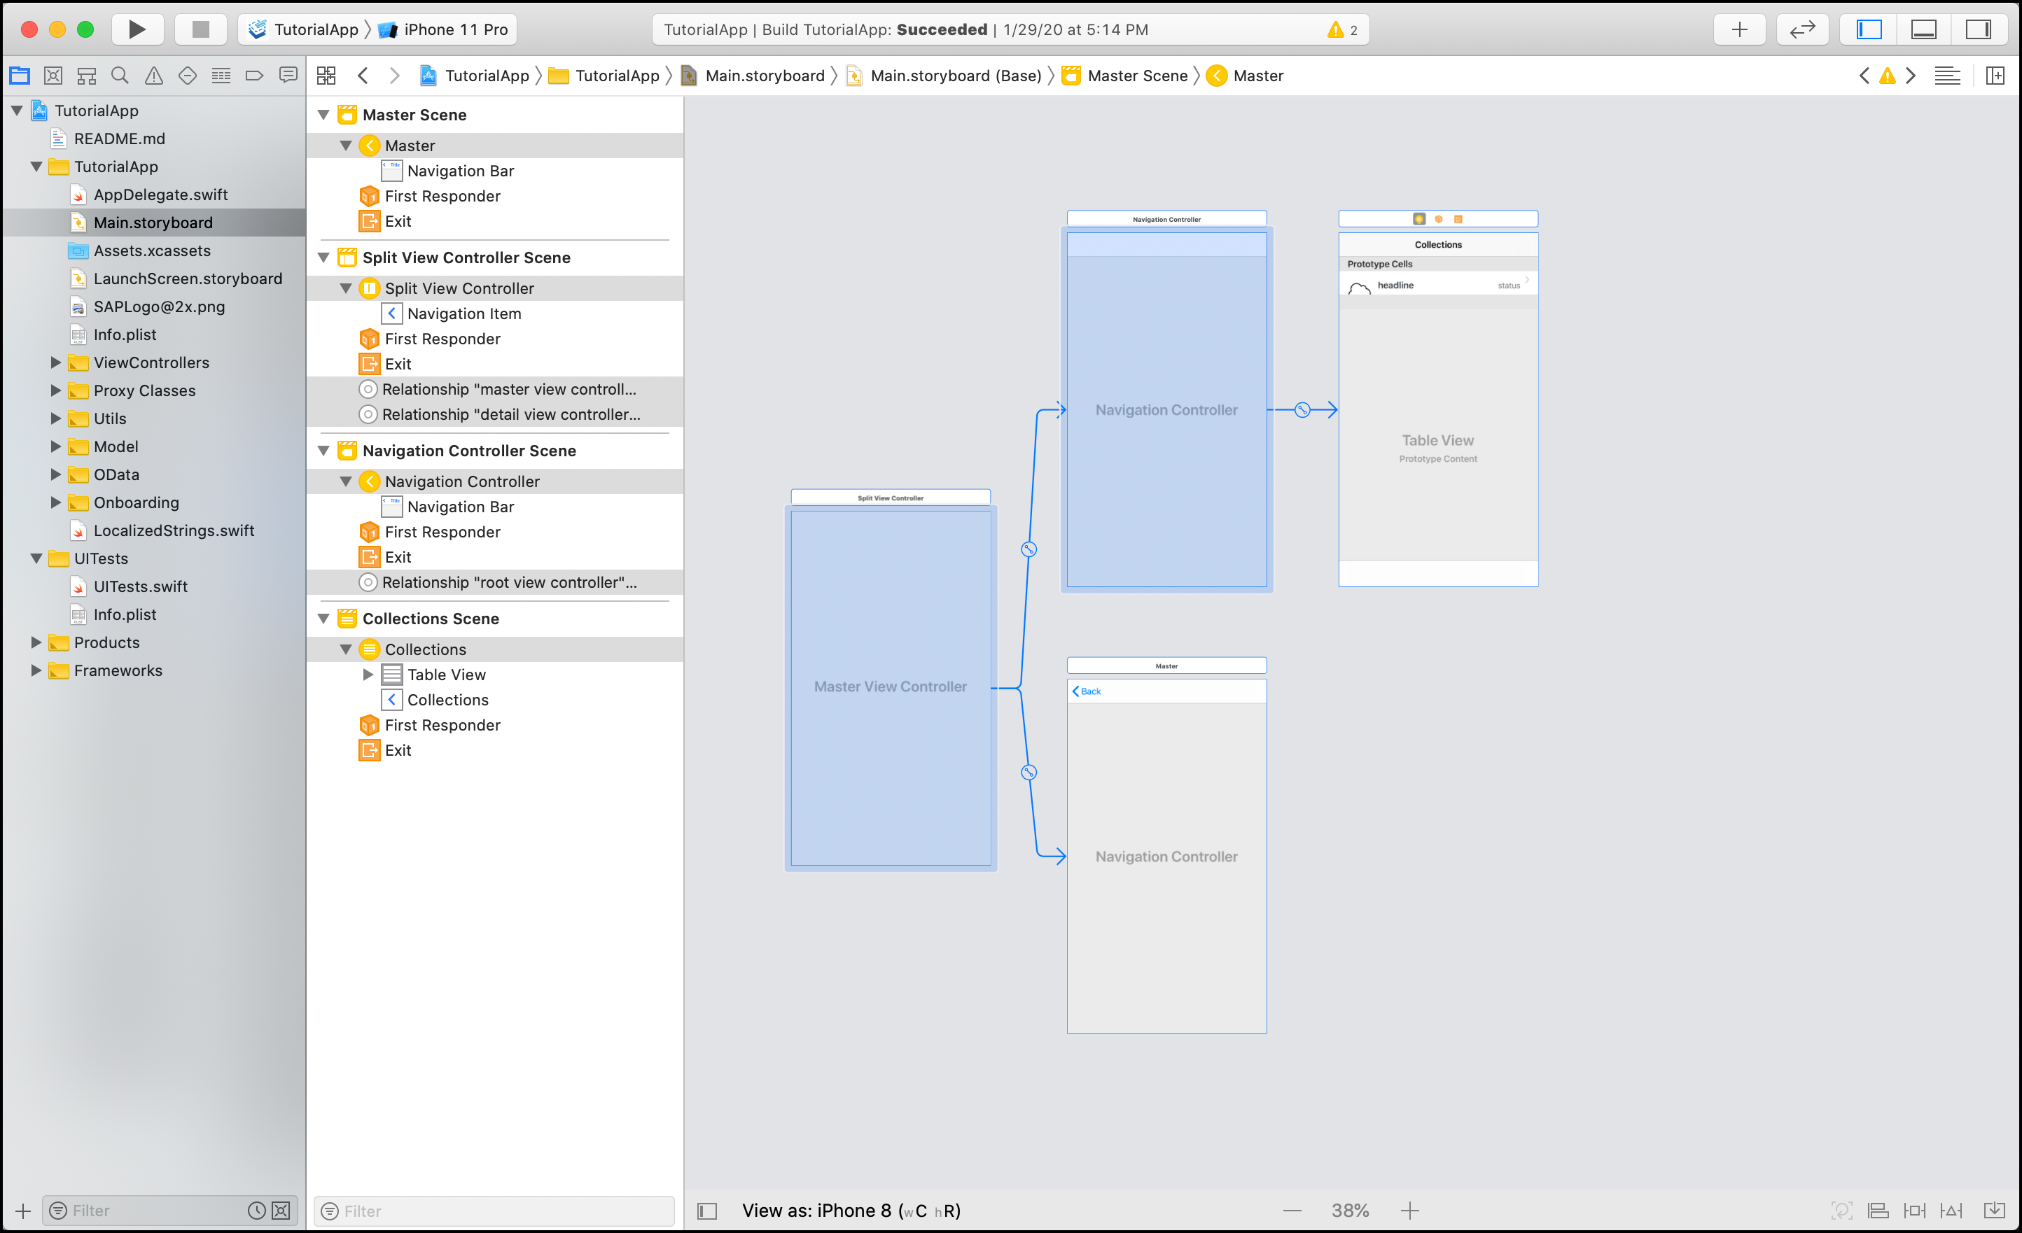 TutorialApp
iPhone 11 Pro
TutorialApp | Build TutorialApp: Succeeded | 1/29/20 at 5:14 PM
2
TutorialApp
TutorialApp
Main.storyboard
Main.storyboard (Base)
Master Scene
Master
TutorialApp
README.md
TutorialApp
AppDelegate.swift
Main.storyboard
Assets.xcassets
LaunchScreen.storyboard
SAPLogo@2x.png
Info.plist
ViewControllers
Proxy Classes
Utils
Model
OData
Onboarding
LocalizedStrings.swift
UITests
UITests.swift
Info.plist
Products
Frameworks
Filter
Master Scene
Master
Navigation Bar
First Responder
Exit
Split View Controller Scene
Split View Controller
Navigation Item
First Responder
Exit
Relationship "master view controll...
Relationship "detail view controller...
Navigation Controller Scene
Navigation Controller
Navigation Bar
First Responder
Exit
Relationship "root view controller"...
Collections Scene
Collections
Table View
Collections
First Responder
Exit
Filter
Split View Controller
Master View Controller
Navigation Controller
Navigation Controller
Collections
Prototype Cells
headline
status
Table View
Prototype Content
Master
Back
Navigation Controller
View as: iPhone 8 (wC hR)
38%